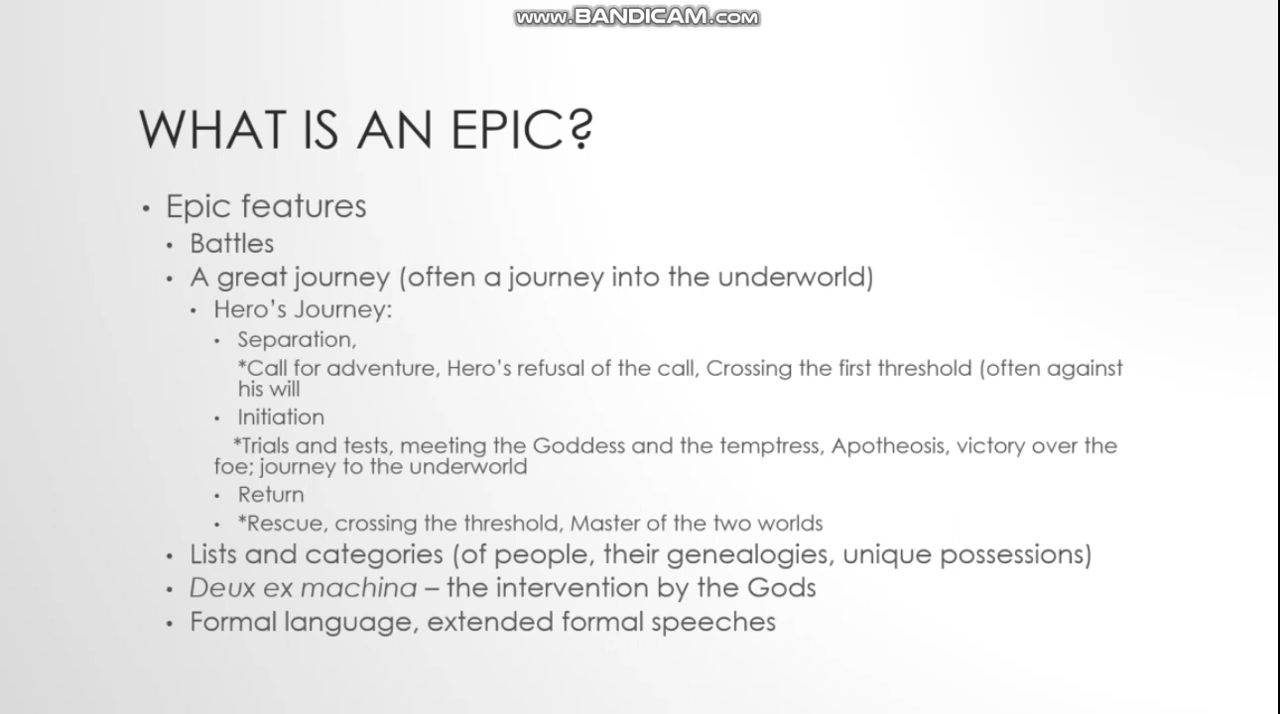 www.BANDICAM.com
WHAT IS AN EPIC?
• Epic features
• Battles
• A great journey (often a journey into the underworld)
• Hero's Journey:
• Separation,
*Call for adventure, Hero's refusal of the call, Crossing the first threshold (often against
his will
• Initiation
*Trials and tests, meeting the Goddess and the temptress, Apotheosis, victory over the
foe; journey to the underworld
• Return
• *Rescue, crossing the threshold, Master of the two worlds
• Lists and categories (of people, their genealogies, unique possessions)
• Deux ex machina – the intervention by the Gods
• Formal language, extended formal speeches